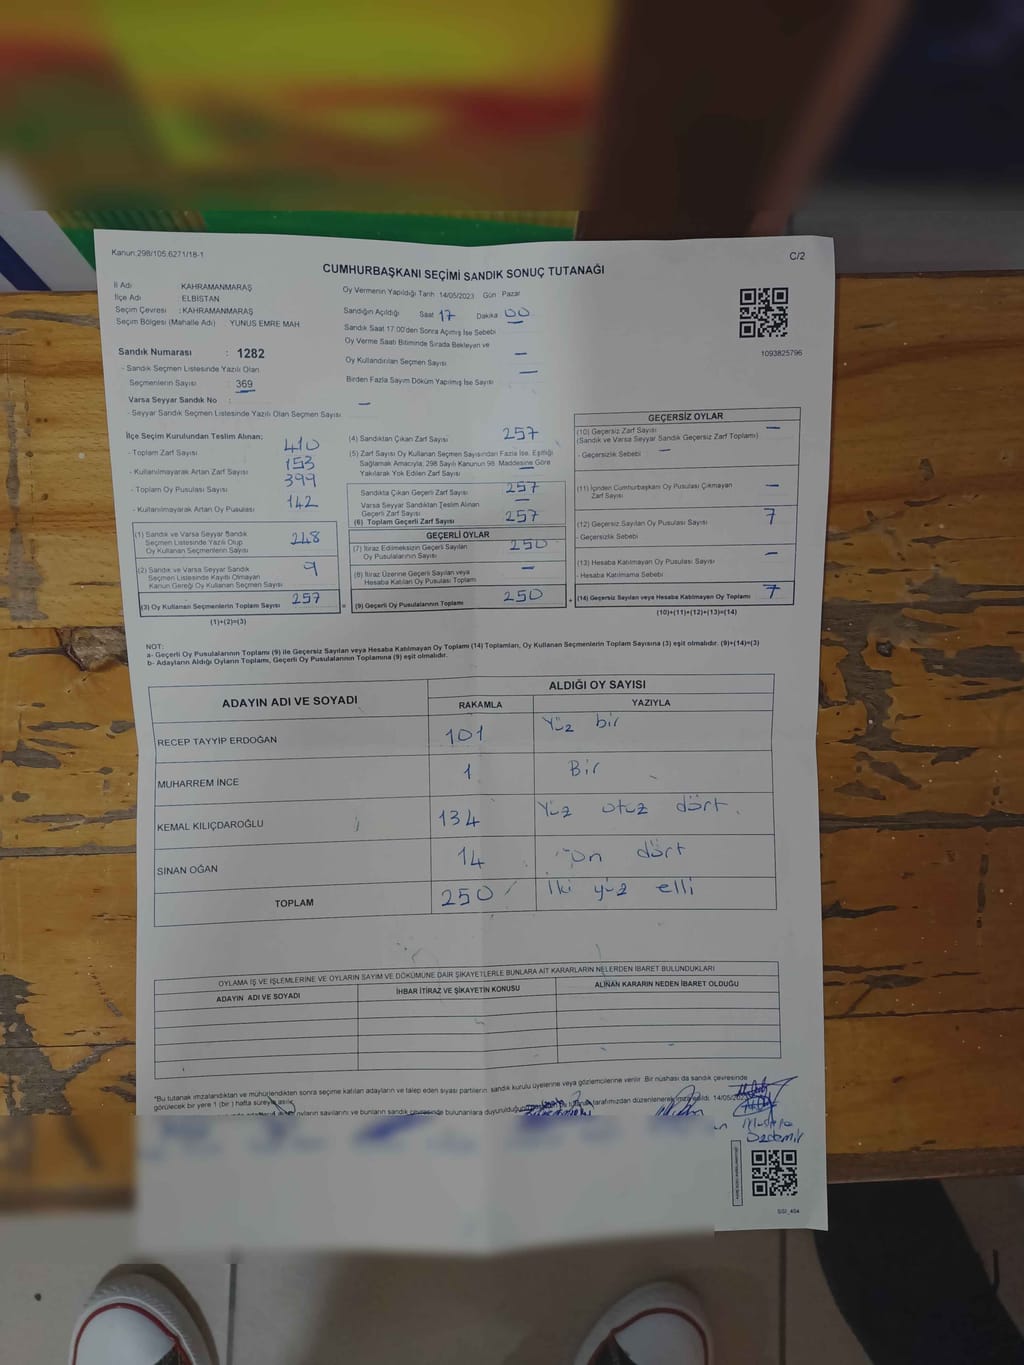 Kanun:298/105.6271/18-1
C/2
CUMHURBAŞKANI SEÇİMİ SANDIK SONUÇ TUTANAĞI
İl Adı KAHRAMANMARAŞ
İlçe Adı ELBİSTAN
Seçim Çevresi : KAHRAMANMARAŞ
Seçim Bölgesi (Mahalle Adı) YUNUS EMRE MAH
Sandık Numarası : 1282
- Sandık Seçmen Listesinde Yazılı Olan
Seçmenlerin Sayısı : 369
Varsa Seyyar Sandık No —
- Seyyar Sandık Seçmen Listesinde Yazılı Olan Seçmen Sayısı
Oy Vermenin Yapıldığı Tarih 14/05/2023 Gün Pazar
Sandığın Açıldığı Saat 17 Dakika 00
Sandık Saat 17.00'den Sonra Açımış İse Sebebi
Oy Verme Saati Bitiminde Sırada Bekleyen ve
Oy Kullandırılan Seçmen Sayısı —
Birden Fazla Sayım Döküm Yapılmış İse Sayısı —
1093825796
İlçe Seçim Kurulundan Teslim Alınan;
- Toplam Zarf Sayısı 410
- Kullanılmayarak Artan Zarf Sayısı 153
- Toplam Oy Pusulası Sayısı 399
- Kullanılmayarak Artan Oy Pusulası 142
(1) Sandık ve Varsa Seyyar Sandık
Seçmen Listesinde Yazılı Olup
Oy Kullanan Seçmenlerin Sayısı 248
(2) Sandık ve Varsa Seyyar Sandık
Seçmen Listesinde Kayıtlı Olmayan
Kanun Gereği Oy Kullanan Seçmen Sayısı 9
(3) Oy Kullanan Seçmenlerin Toplam Sayısı 257
(1)+(2)=(3)
(4) Sandıktan Çıkan Zarf Sayısı 257
(5) Zarf Sayısı Oy Kullanan Seçmen Sayısından Fazla İse, Eşitliği
Sağlamak Amacıyla, 298 Sayılı Kanunun 98. Maddesine Göre
Yakılarak Yok Edilen Zarf Sayısı —
Sandıkta Çıkan Geçerli Zarf Sayısı 257
Varsa Seyyar Sandıktan Teslim Alınan
Geçerli Zarf Sayısı —
(6) Toplam Geçerli Zarf Sayısı 257
GEÇERLİ OYLAR
(7) İtiraz Edilmeksizin Geçerli Sayılan
Oy Pusulalarının Sayısı 250
(8) İtiraz Üzerine Geçerli Sayılan veya
Hesaba Katılan Oy Pusulası Toplamı —
= (9) Geçerli Oy Pusulalarının Toplamı 250
GEÇERSİZ OYLAR
(10) Geçersiz Zarf Sayısı —
(Sandık ve Varsa Seyyar Sandık Geçersiz Zarf Toplamı)
- Geçersizlik Sebebi —
(11) İçinden Cumhurbaşkanı Oy Pusulası Çıkmayan
Zarf Sayısı —
(12) Geçersiz Sayılan Oy Pusulası Sayısı 7
- Geçersizlik Sebebi
(13) Hesaba Katılmayan Oy Pusulası Sayısı —
- Hesaba Katılmama Sebebi
+ (14) Geçersiz Sayılan veya Hesaba Katılmayan Oy Toplamı 7
(10)+(11)+(12)+(13)=(14)
NOT:
a- Geçerli Oy Pusulalarının Toplamı (9) ile Geçersiz Sayılan veya Hesaba Katılmayan Oy Toplamı (14) Toplamları, Oy Kullanan Seçmenlerin Toplam Sayısına (3) eşit olmalıdır. (9)+(14)=(3)
b- Adayların Aldığı Oyların Toplamı, Geçerli Oy Pusulalarının Toplamına (9) eşit olmalıdır.
ADAYIN ADI VE SOYADI ALDIĞI OY SAYISI
RAKAMLA YAZIYLA
RECEP TAYYİP ERDOĞAN 101 Yüz bir
MUHARREM İNCE 1 Bir
KEMAL KILIÇDAROĞLU 134 Yüz otuz dört
SİNAN OĞAN 14 on dört
TOPLAM 250 İki yüz elli
OYLAMA İŞ VE İŞLEMLERİNE VE OYLARIN SAYIM VE DÖKÜMÜNE DAİR ŞİKAYETLERLE BUNLARA AİT KARARLARIN NELERDEN İBARET BULUNDUKLARI
ADAYIN ADI VE SOYADI İHBAR İTİRAZ VE ŞİKAYETİN KONUSU ALINAN KARARIN NEDEN İBARET OLDUĞU
"Bu tutanak imzalandıktan ve mühürlendikten sonra seçime katılan adayların ve talep eden siyasi partilerin, sandık kurulu üyelerine veya gözlemcilerine verilir. Bir nüshası da sandık çevresinde
görülecek bir yere 1 (bir) hafta süreyle asılır.
oyların sayılarını ve bunların sandık çevresinde bulunanlara duyurulduğunu tarafımızdan düzenlenerek imza edildi. 14/05/
Mustafa
Özdemir
SGI_404